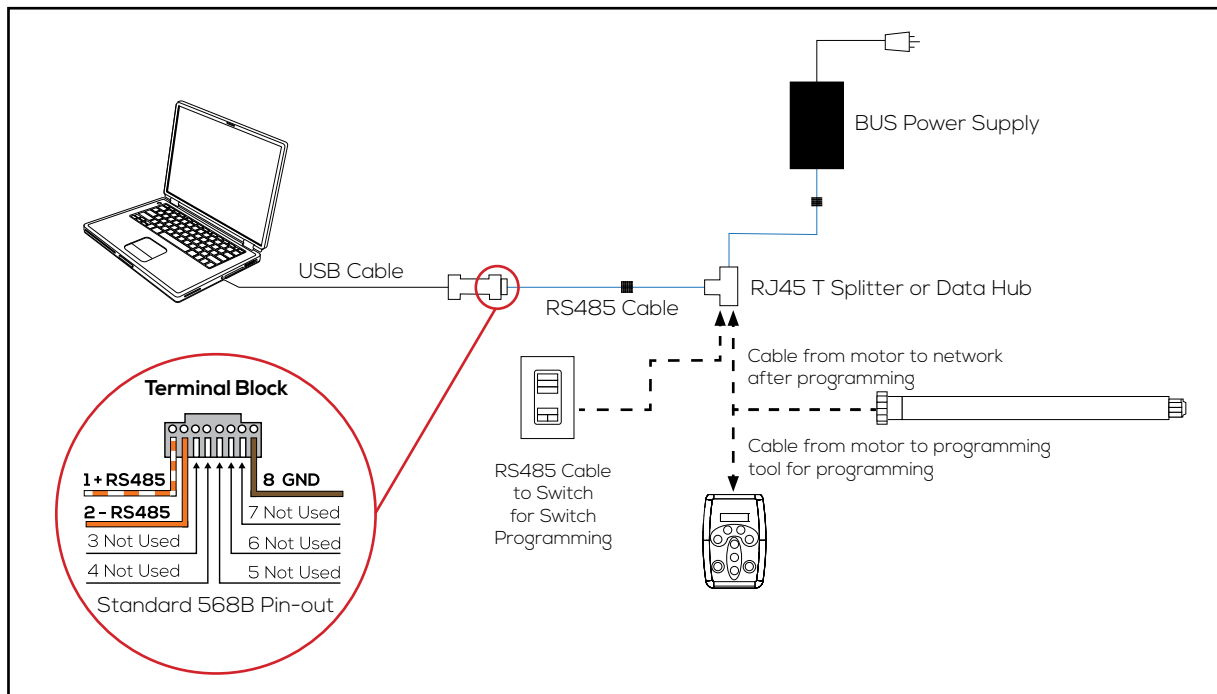 BUS Power Supply
USB Cable
RS485 Cable
RJ45 T Splitter or Data Hub
Cable from motor to network
after programming
Cable from motor to programming
tool for programming
RS485 Cable
to Switch
for Switch
Programming
Terminal Block
1 + RS485
8 GND
2 - RS485
7 Not Used
3 Not Used
6 Not Used
4 Not Used
5 Not Used
Standard 568B Pin-out